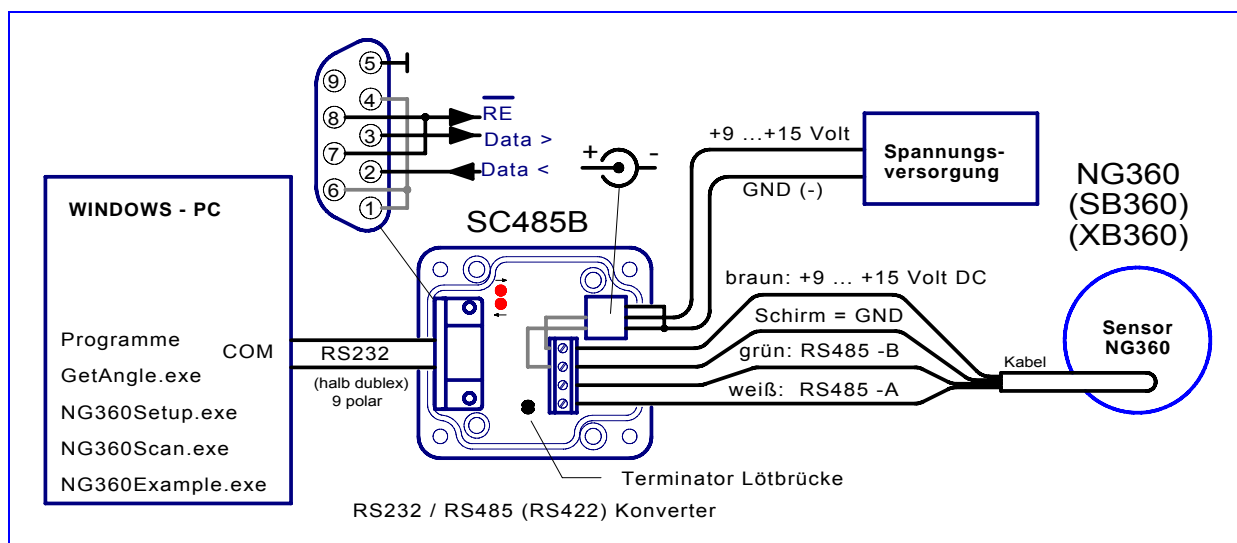 5
9
4
8
3
7
2
6
1
RE
Data >
Data <
+ -
WINDOWS - PC
Programme
GetAngle.exe
NG360Setup.exe
NG360Scan.exe
NG360Example.exe
COM
RS232
(halb dublex)
9 polar
SC485B
+9 ...+15 Volt
GND (-)
Spannungs-
versorgung
NG360
(SB360)
(XB360)
braun: +9 ... +15 Volt DC
Schirm = GND
grün: RS485 -B
weiß: RS485 -A
Kabel
Sensor
NG360
Terminator Lötbrücke
RS232 / RS485 (RS422) Konverter